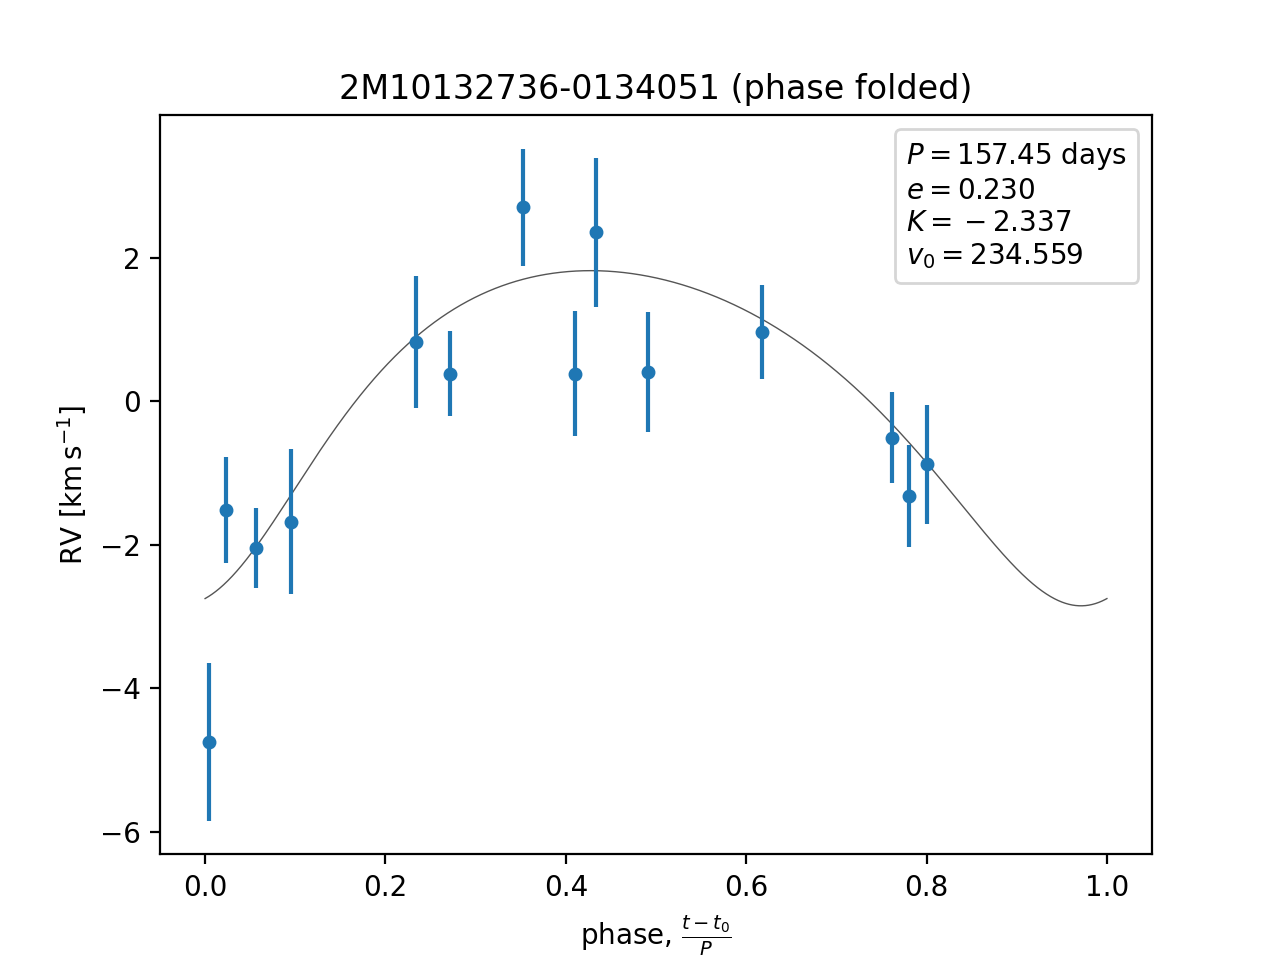 2M10132736-0134051 (phase folded)
P = 157.45 days
e = 0.230
K = −2.337
v₀ = 234.559
2
0
−2
−4
−6
RV [km s⁻¹]
0.0 0.2 0.4 0.6 0.8 1.0
phase, (t − t₀)/P